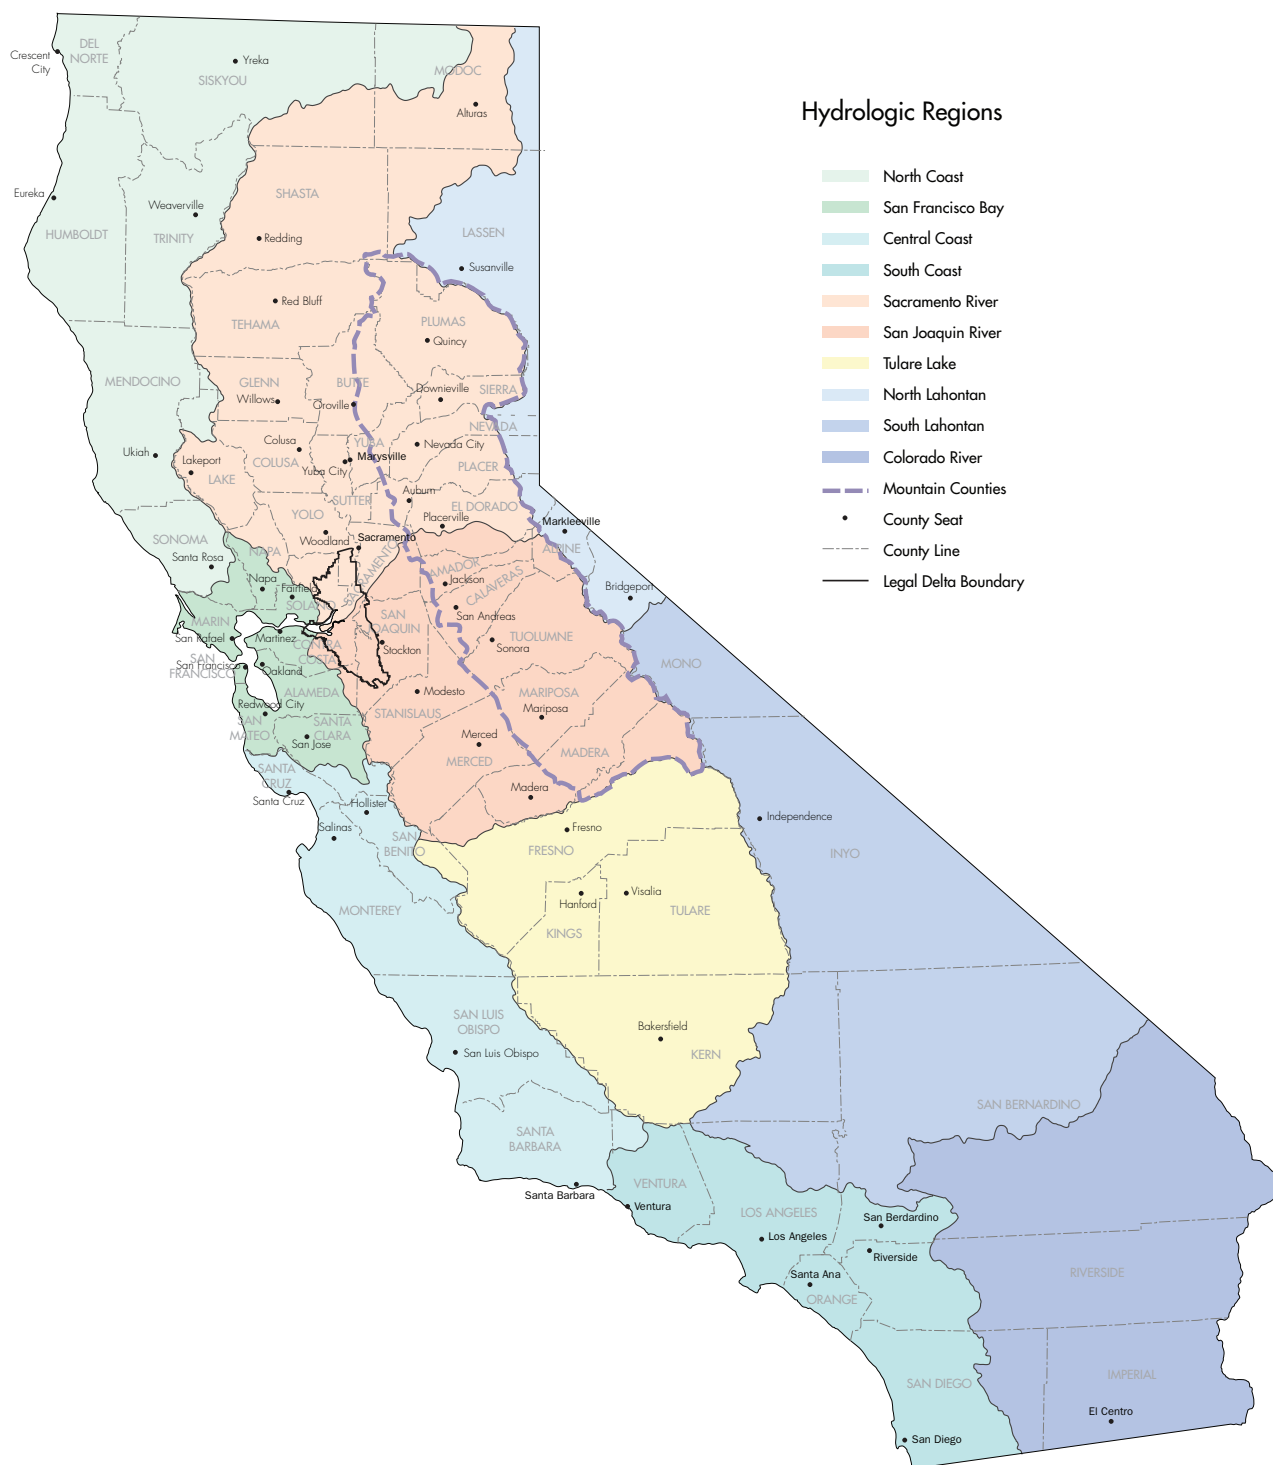 Hydrologic Regions
North Coast
San Francisco Bay
Central Coast
South Coast
Sacramento River
San Joaquin River
Tulare Lake
North Lahontan
South Lahontan
Colorado River
Mountain Counties
County Seat
County Line
Legal Delta Boundary
DEL
NORTE
Crescent
City
Yreka
SISKYOU
MODOC
Alturas
SHASTA
Eureka
Weaverville
HUMBOLDT
TRINITY
Redding
LASSEN
Susanville
Red Bluff
TEHAMA
PLUMAS
Quincy
MENDOCINO
GLENN
Willows
BUTTE
Oroville
Downieville
SIERRA
NEVADA
Ukiah
Colusa
COLUSA
YUBA
Nevada City
Marysville
Yuba City
Lakeport
LAKE
PLACER
Auburn
SUTTER
EL DORADO
YOLO
Placerville
Markleeville
Woodland
Sacramento
SONOMA
Santa Rosa
NAPA
ALPINE
SACRAMENTO
AMADOR
Jackson
CALAVERAS
Napa
Fairfield
SOLANO
Bridgeport
MARIN
San Rafael
Martinez
SAN
JOAQUIN
San Andreas
TUOLUMNE
Sonora
Stockton
CONTRA
COSTA
SAN
FRANCISCO
San Francisco
Oakland
MONO
ALAMEDA
Modesto
MARIPOSA
Mariposa
Redwood City
STANISLAUS
SAN
MATEO
SANTA
CLARA
San Jose
Merced
MERCED
MADERA
SANTA
CRUZ
Santa Cruz
Hollister
Madera
Salinas
SAN
BENITO
Fresno
FRESNO
Independence
INYO
Hanford
Visalia
MONTEREY
TULARE
KINGS
SAN LUIS
OBISPO
San Luis Obispo
Bakersfield
KERN
SAN BERNARDINO
SANTA
BARBARA
Santa Barbara
VENTURA
Ventura
LOS ANGELES
Los Angeles
San Berdardino
Riverside
Santa Ana
ORANGE
RIVERSIDE
SAN DIEGO
IMPERIAL
El Centro
San Diego